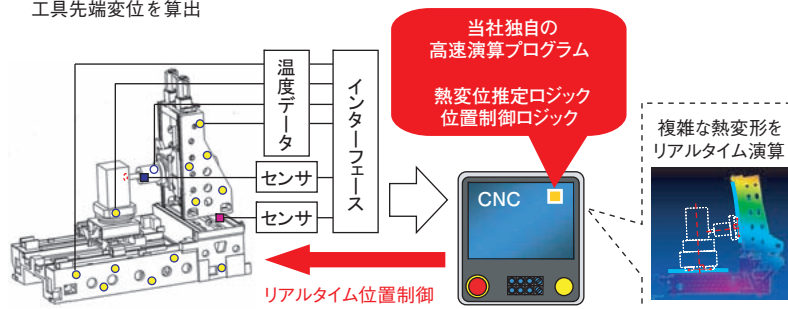 工具先端変位を算出
温度データ
インターフェース
センサ
センサ
当社独自の
高速演算プログラム
熱変位推定ロジック
位置制御ロジック
CNC
リアルタイム位置制御
複雑な熱変形を
リアルタイム演算